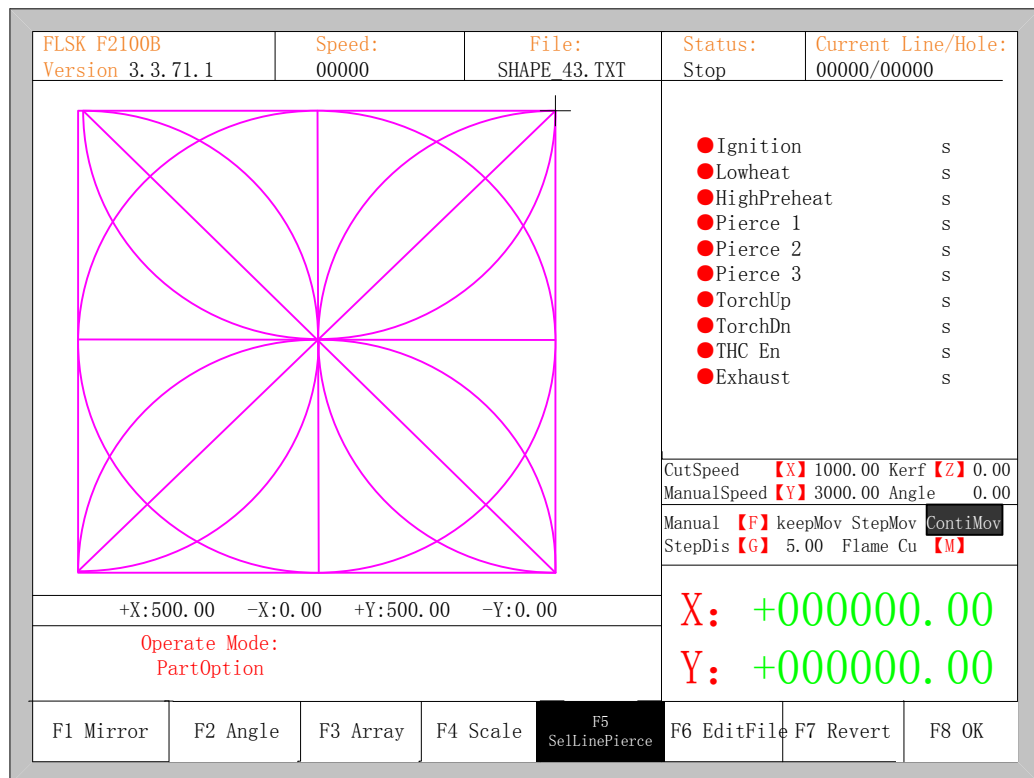 FLSK F2100B Speed: File: Status: Current Line/Hole:
Version 3.3.71.1 00000 SHAPE_43.TXT Stop 00000/00000
Ignition s
Lowheat s
HighPreheat s
Pierce 1 s
Pierce 2 s
Pierce 3 s
TorchUp s
TorchDn s
THC En s
Exhaust s
CutSpeed 【X】 1000.00 Kerf 【Z】 0.00
ManualSpeed 【Y】 3000.00 Angle 0.00
Manual 【F】 keepMov StepMov ContiMov
StepDis 【G】 5.00 Flame Cu 【M】
+X:500.00 -X:0.00 +Y:500.00 -Y:0.00
Operate Mode:
PartOption
X: +000000.00
Y: +000000.00
F1 Mirror F2 Angle F3 Array F4 Scale F5 SelLinePierce F6 EditFile F7 Revert F8 OK